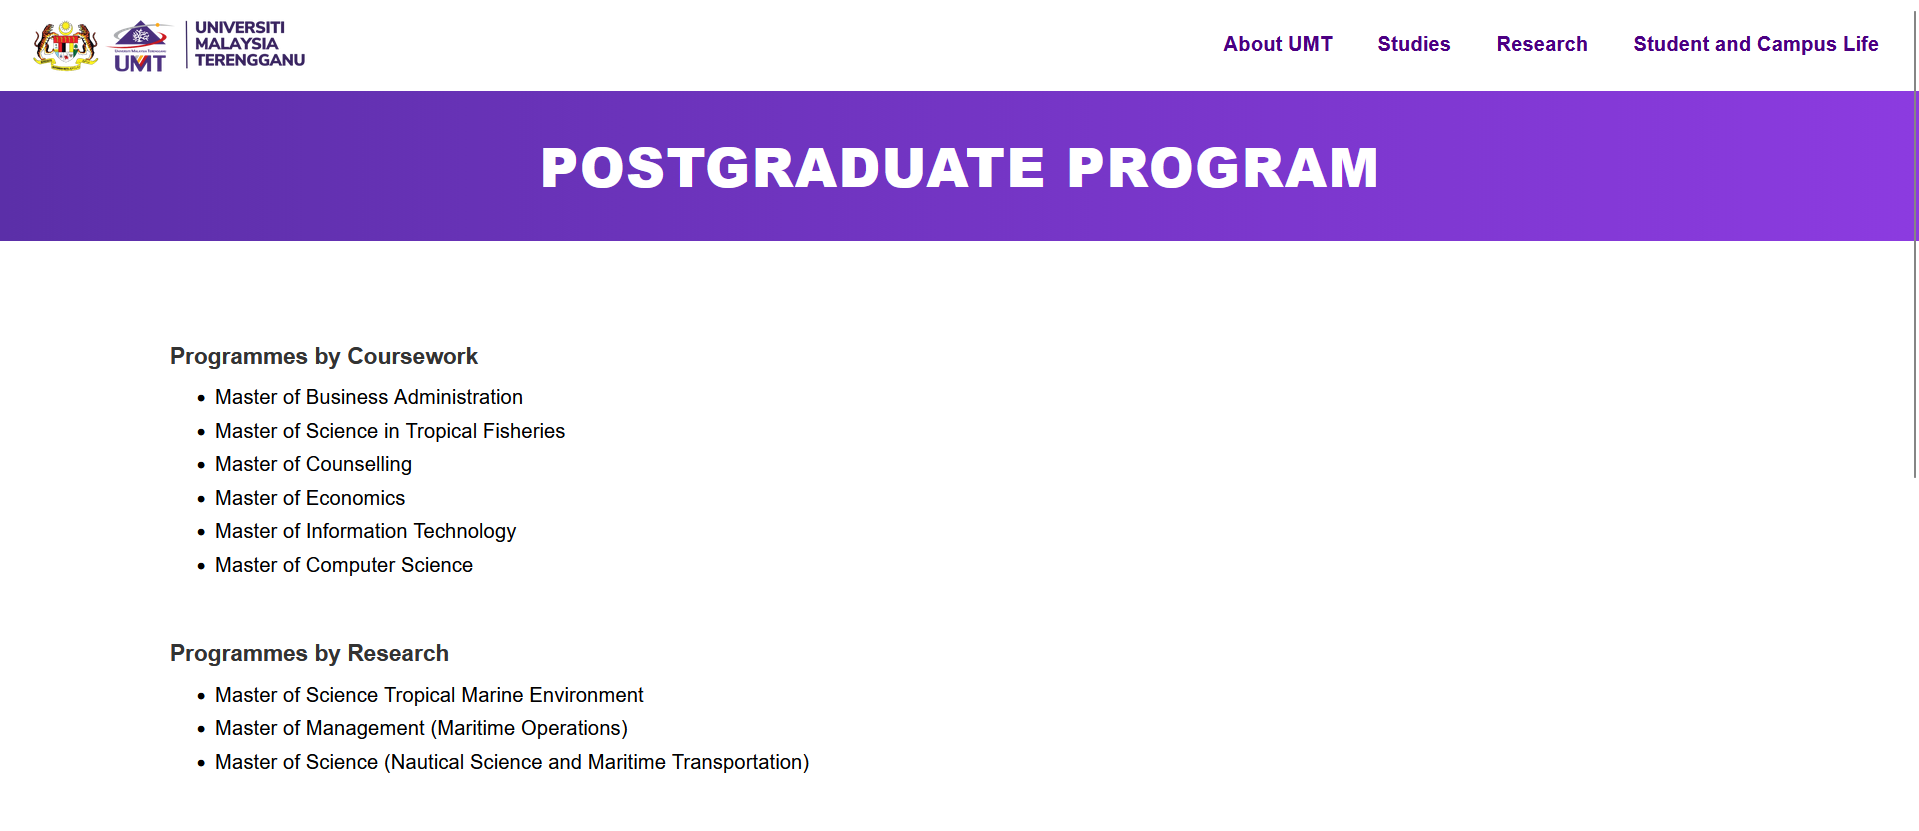 UNIVERSITI
MALAYSIA
TERENGGANU
UMT
About UMT
Studies
Research
Student and Campus Life
POSTGRADUATE PROGRAM
Programmes by Coursework
Master of Business Administration
Master of Science in Tropical Fisheries
Master of Counselling
Master of Economics
Master of Information Technology
Master of Computer Science
Programmes by Research
Master of Science Tropical Marine Environment
Master of Management (Maritime Operations)
Master of Science (Nautical Science and Maritime Transportation)